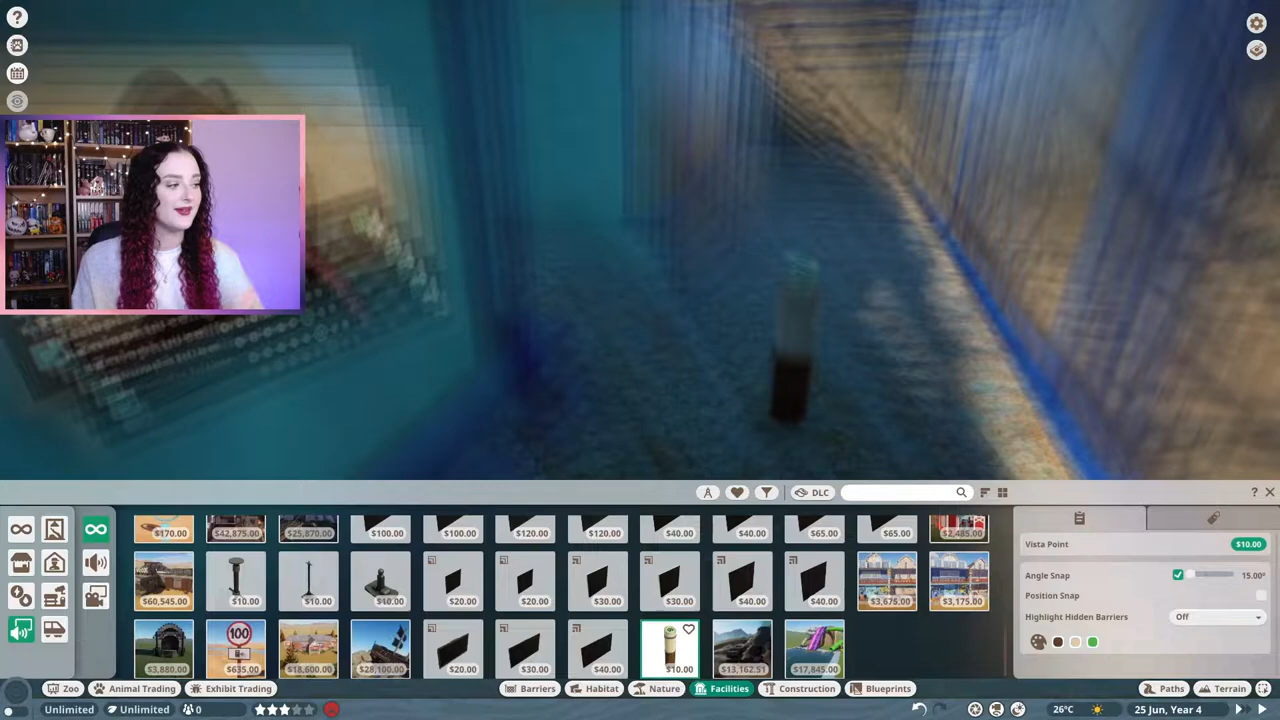 ?
DLC
? ×
$170.00 $42,875.00 $25,870.00 $100.00 $100.00 $120.00 $120.00 $40.00 $40.00 $65.00 $65.00 $2,485.00
$60,545.00 $10.00 $10.00 $10.00 $20.00 $20.00 $30.00 $30.00 $40.00 $40.00 $3,675.00 $3,175.00
100
$3,880.00 $635.00 $18,600.00 $28,100.00 $20.00 $30.00 $40.00 $10.00 $13,162.51 $17,845.00
Vista Point $10.00
Angle Snap 15.00°
Position Snap
Highlight Hidden Barriers Off
Zoo Animal Trading Exhibit Trading Barriers Habitat Nature Facilities Construction Blueprints Paths Terrain
Unlimited Unlimited 0 26°C 25 Jun, Year 4